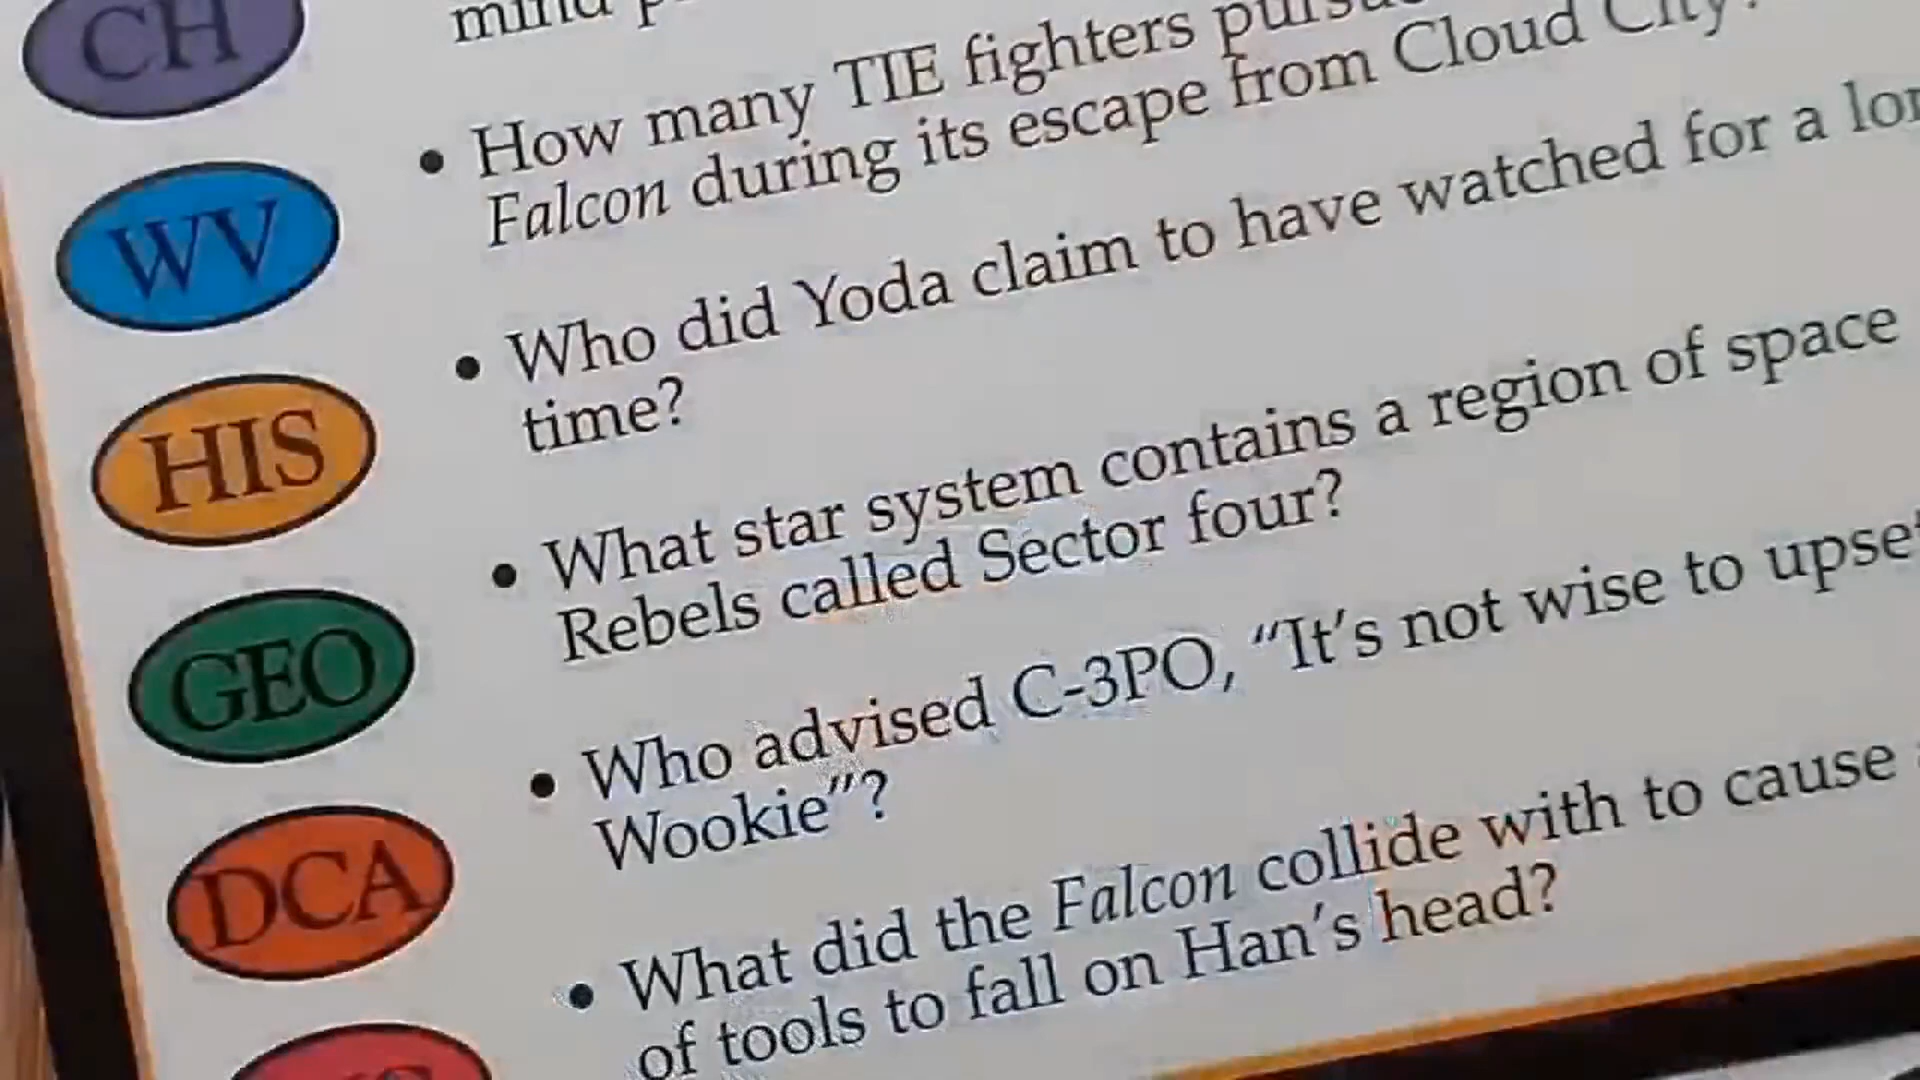 CH
WV
HIS
GEO
DCA
How many TIE fighters
Falcon during its escape from Cloud City?
Who did Yoda claim to have watched for a
time?
What star system contains a region of space
Rebels called Sector four?
Who advised C-3PO, “It's not wise to upset
Wookie”?
What did the Falcon collide with to cause
of tools to fall on Han's head?